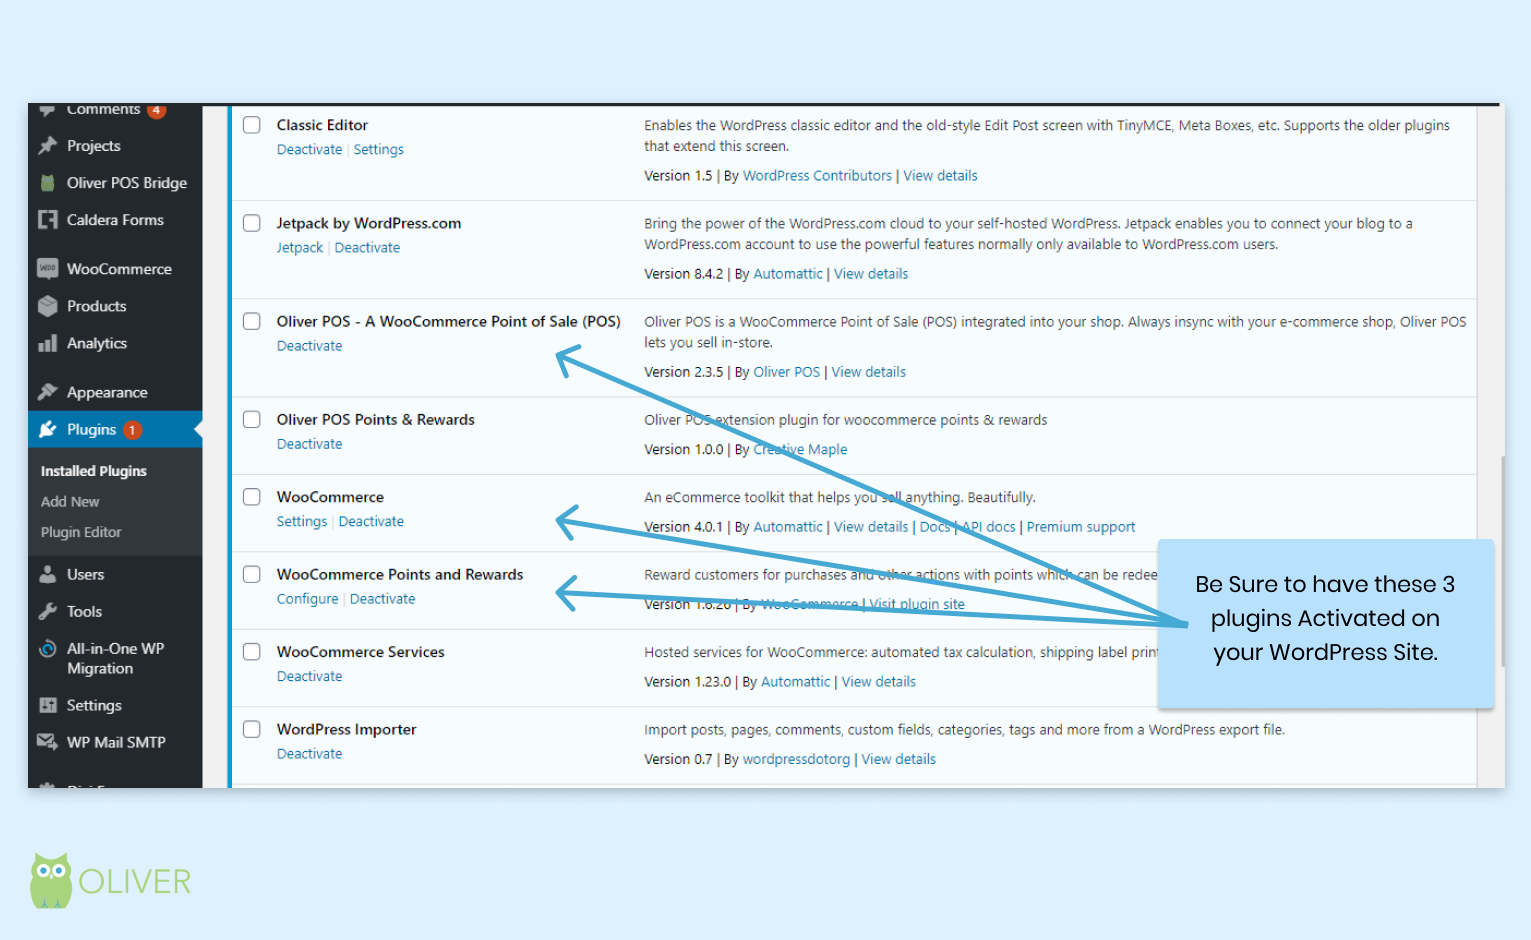 Comments 4
Projects
Oliver POS Bridge
Caldera Forms
WooCommerce
Products
Analytics
Appearance
Plugins 1
Installed Plugins
Add New
Plugin Editor
Users
Tools
All-in-One WP
Migration
Settings
WP Mail SMTP
Classic Editor
Deactivate | Settings
Enables the WordPress classic editor and the old-style Edit Post screen with TinyMCE, Meta Boxes, etc. Supports the older plugins
that extend this screen.
Version 1.5 | By WordPress Contributors | View details
Jetpack by WordPress.com
Jetpack | Deactivate
Bring the power of the WordPress.com cloud to your self-hosted WordPress. Jetpack enables you to connect your blog to a
WordPress.com account to use the powerful features normally only available to WordPress.com users.
Version 8.4.2 | By Automattic | View details
Oliver POS - A WooCommerce Point of Sale (POS)
Deactivate
Oliver POS is a WooCommerce Point of Sale (POS) integrated into your shop. Always insync with your e-commerce shop, Oliver POS
lets you sell in-store.
Version 2.3.5 | By Oliver POS | View details
Oliver POS Points & Rewards
Deactivate
Oliver POS extension plugin for woocommerce points & rewards
Version 1.0.0 | By Creative Maple
WooCommerce
Settings | Deactivate
An eCommerce toolkit that helps you sell anything. Beautifully.
Version 4.0.1 | By Automattic | View details | Docs | API docs | Premium support
WooCommerce Points and Rewards
Configure | Deactivate
Reward customers for purchases and other actions with points which can be redee
Version 1.6.26 | By WooCommerce | Visit plugin site
WooCommerce Services
Deactivate
Hosted services for WooCommerce: automated tax calculation, shipping label print
Version 1.23.0 | By Automattic | View details
WordPress Importer
Deactivate
Import posts, pages, comments, custom fields, categories, tags and more from a WordPress export file.
Version 0.7 | By wordpressdotorg | View details
Be Sure to have these 3
plugins Activated on
your WordPress Site.
OLIVER